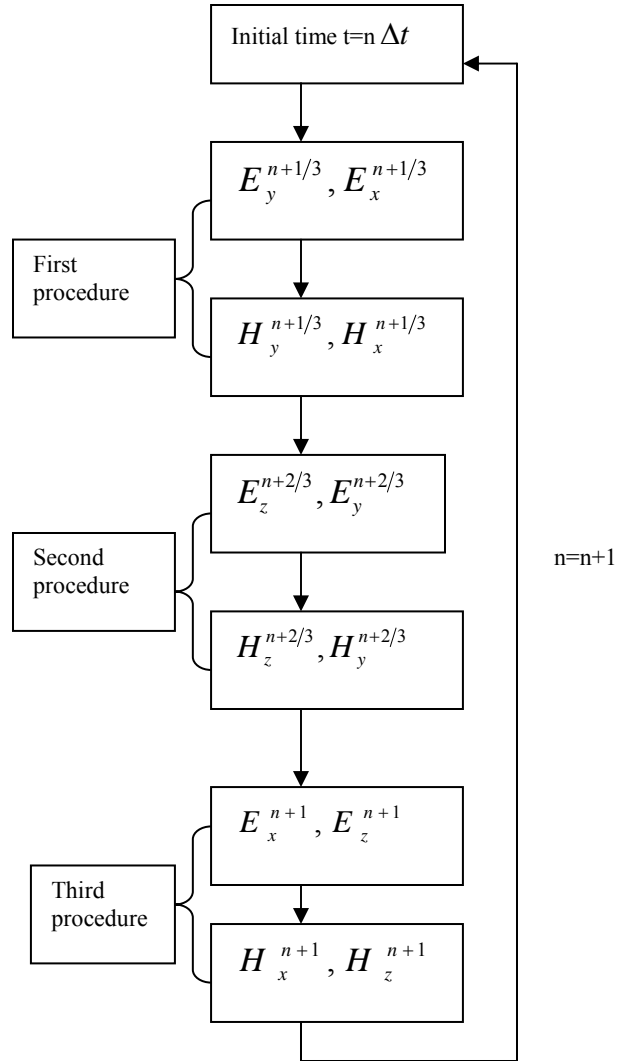 Initial time t=n Δt
E_y^{n+1/3}, E_x^{n+1/3}
First
procedure
H_y^{n+1/3}, H_x^{n+1/3}
E_z^{n+2/3}, E_y^{n+2/3}
Second
procedure
n=n+1
H_z^{n+2/3}, H_y^{n+2/3}
E_x^{n+1}, E_z^{n+1}
Third
procedure
H_x^{n+1}, H_z^{n+1}